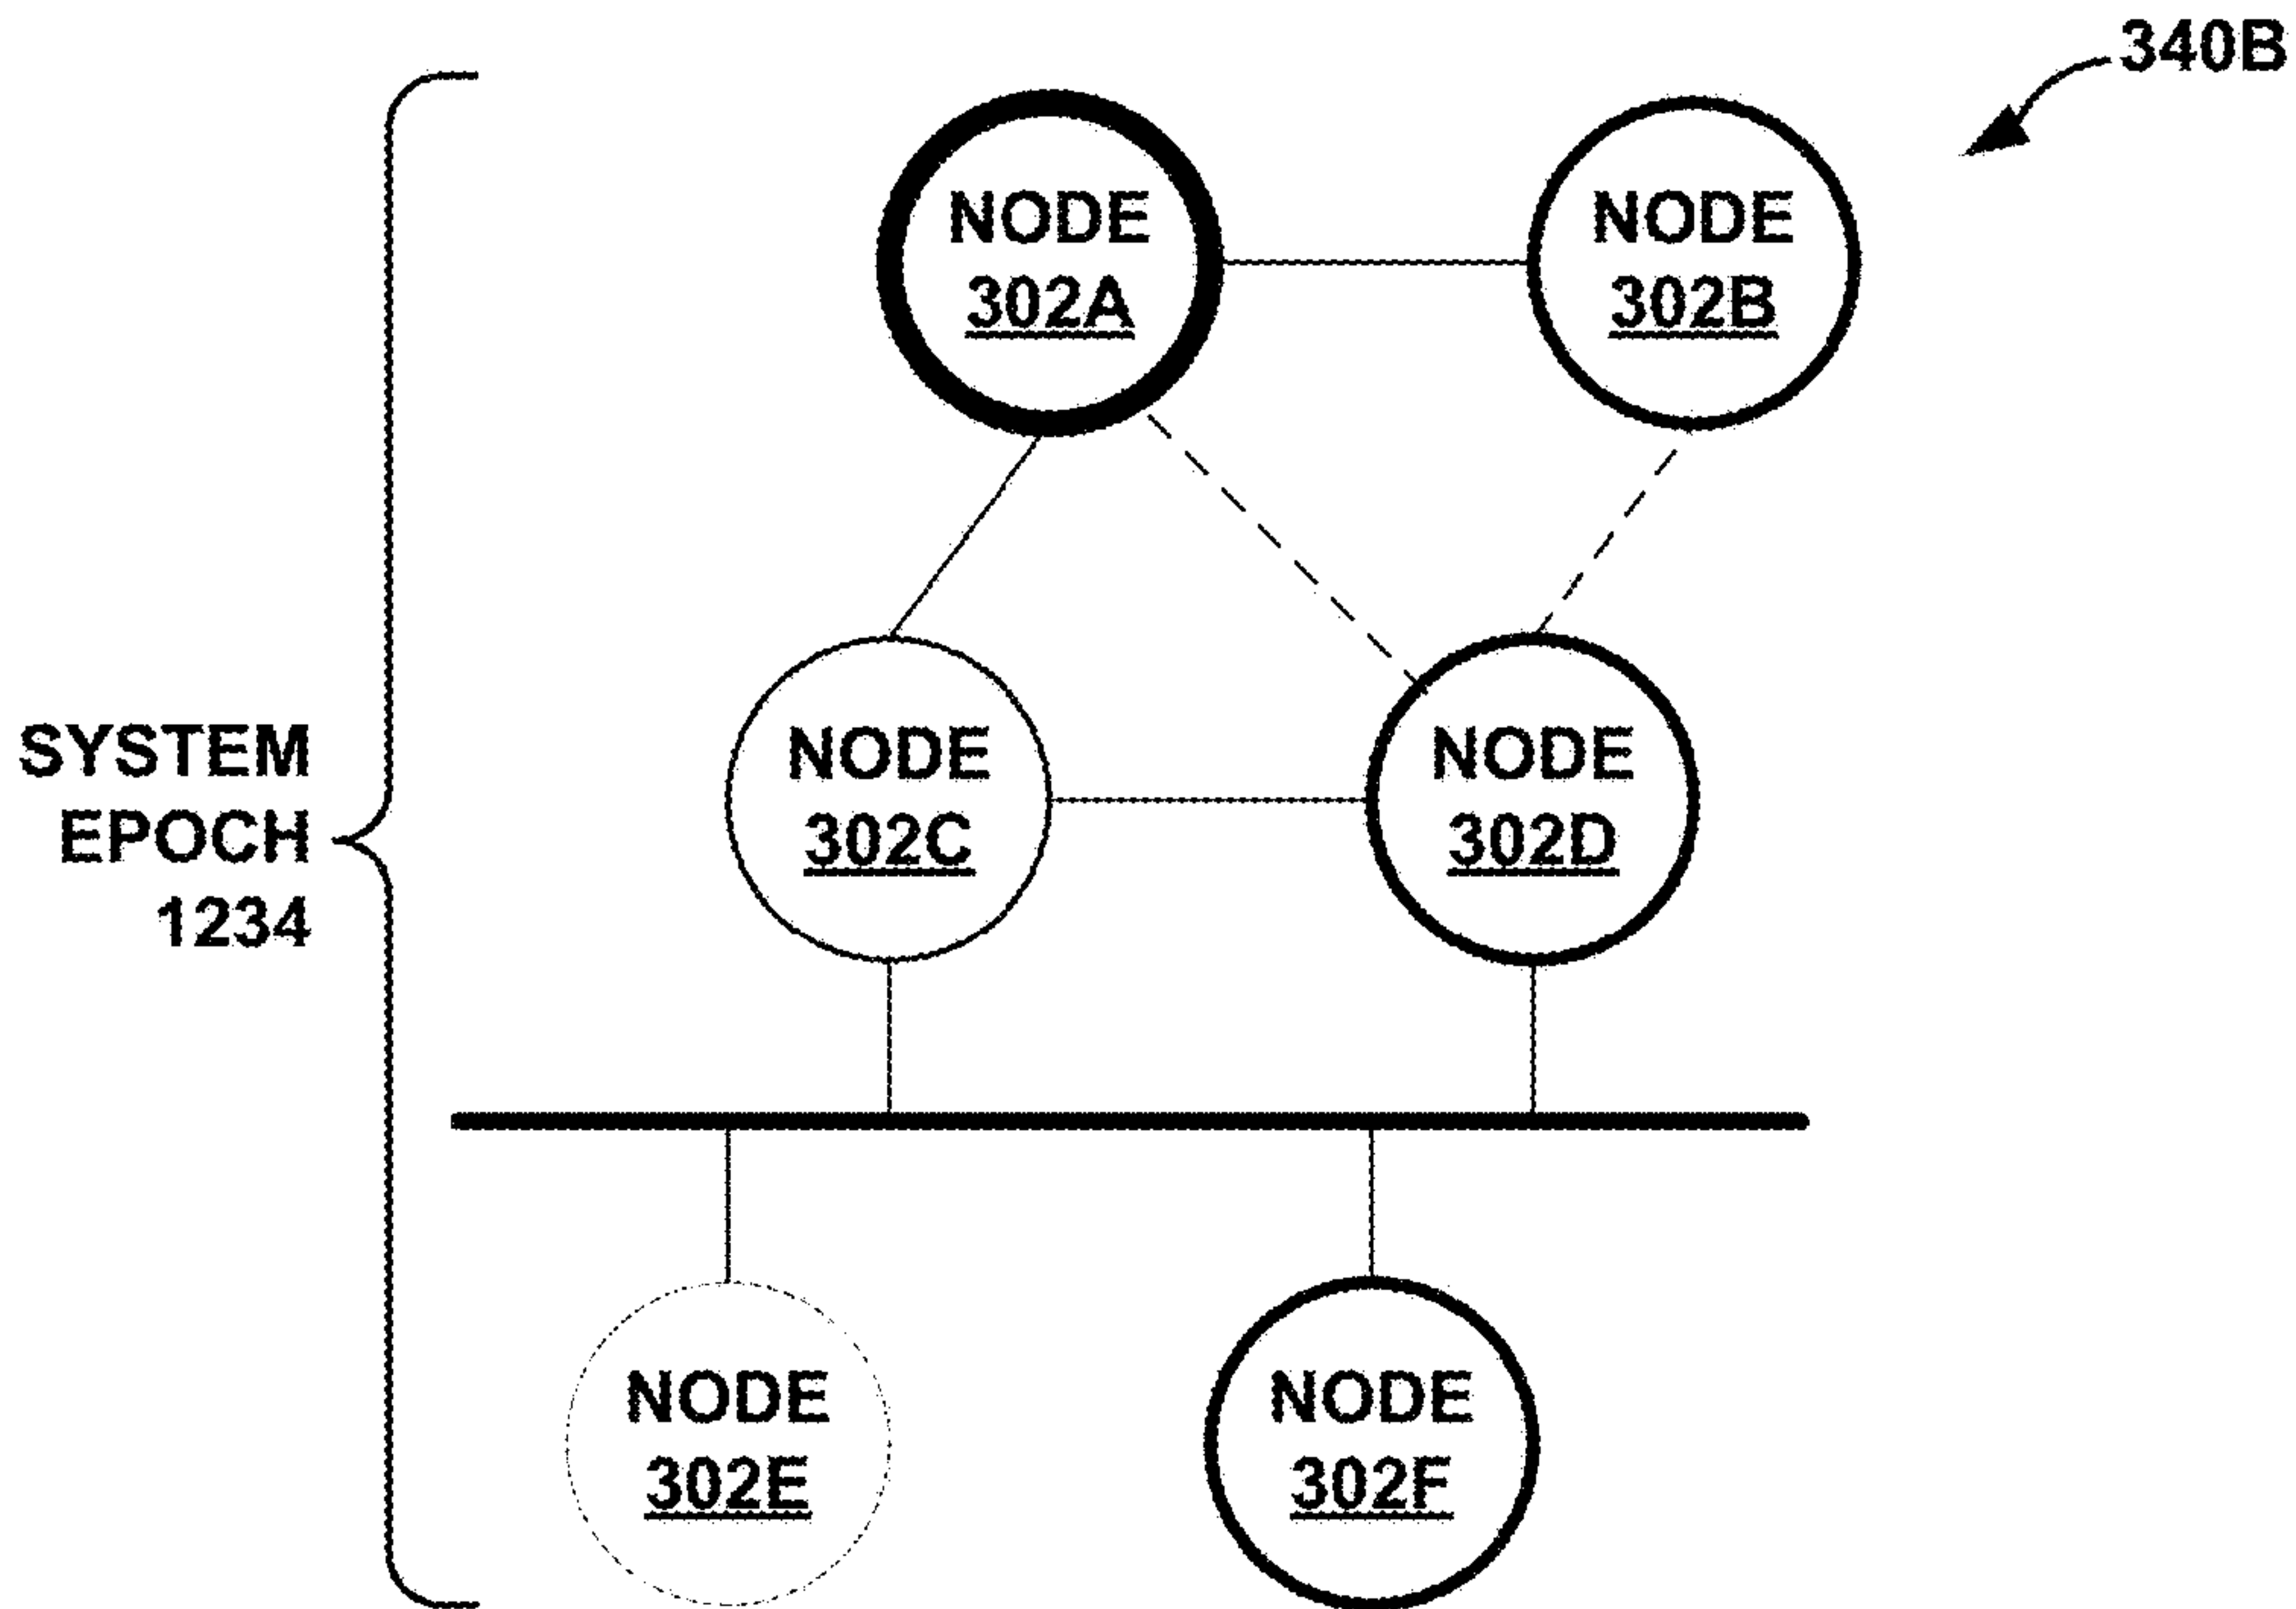 340B
NODE
302A
NODE
302B
SYSTEM
EPOCH
1234
NODE
302C
NODE
302D
NODE
302E
NODE
302F